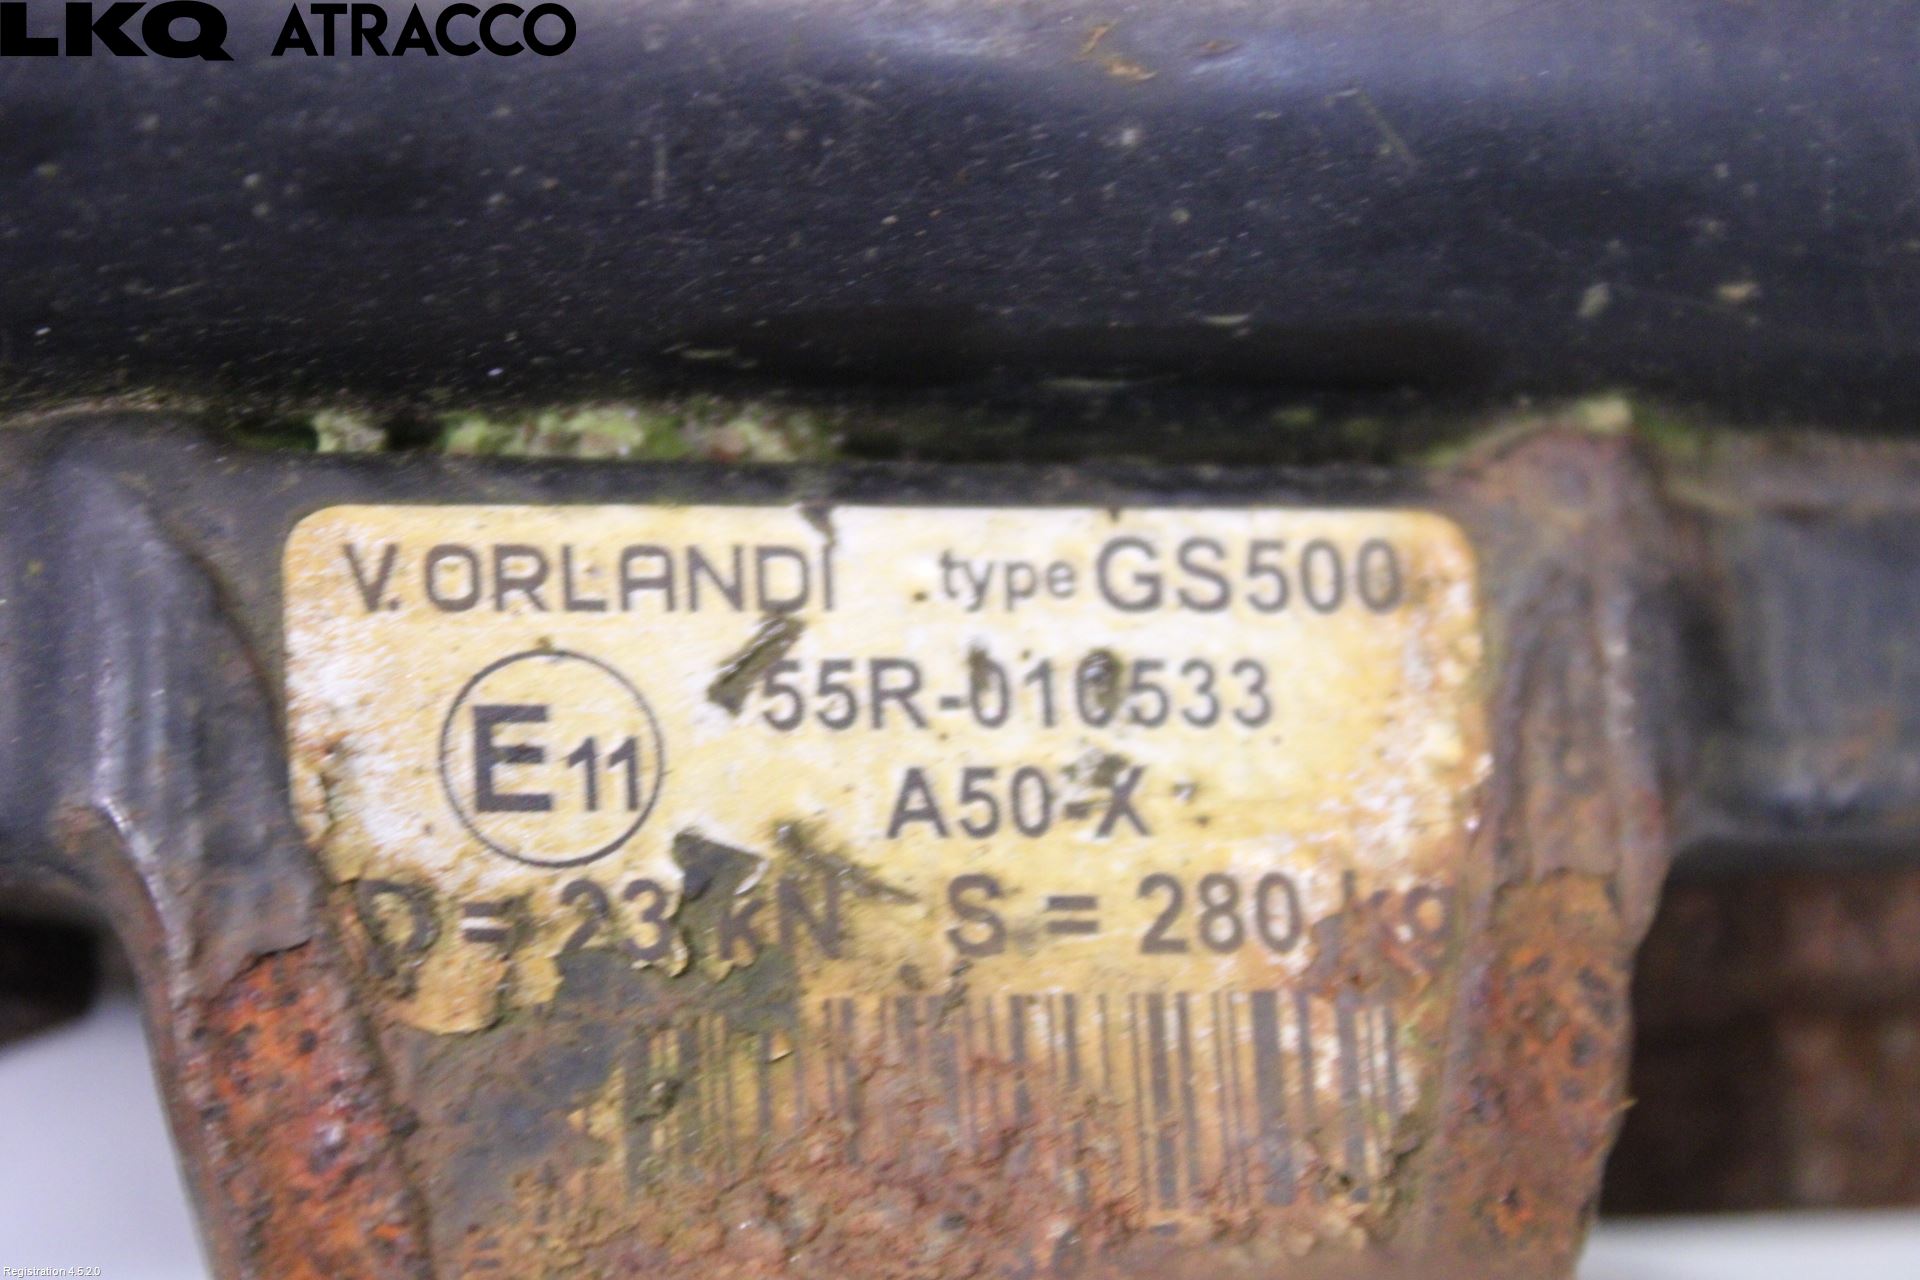 LKQ ATRACCO
V.ORLANDI type GS500
E11 55R-010533
A50-X
D = 23 kN S = 280 kg
Registration 4.5.2.0